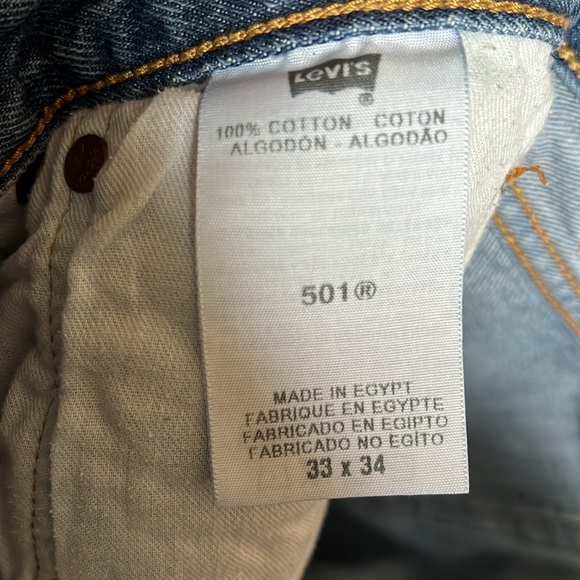 LEVI'S
®
100% COTTON - COTON
ALGODÓN - ALGODÃO
501®
MADE IN EGYPT
FABRIQUE EN EGYPTE
FABRICADO EN EGIPTO
FABRICADO NO EGÍTO
33 x 34